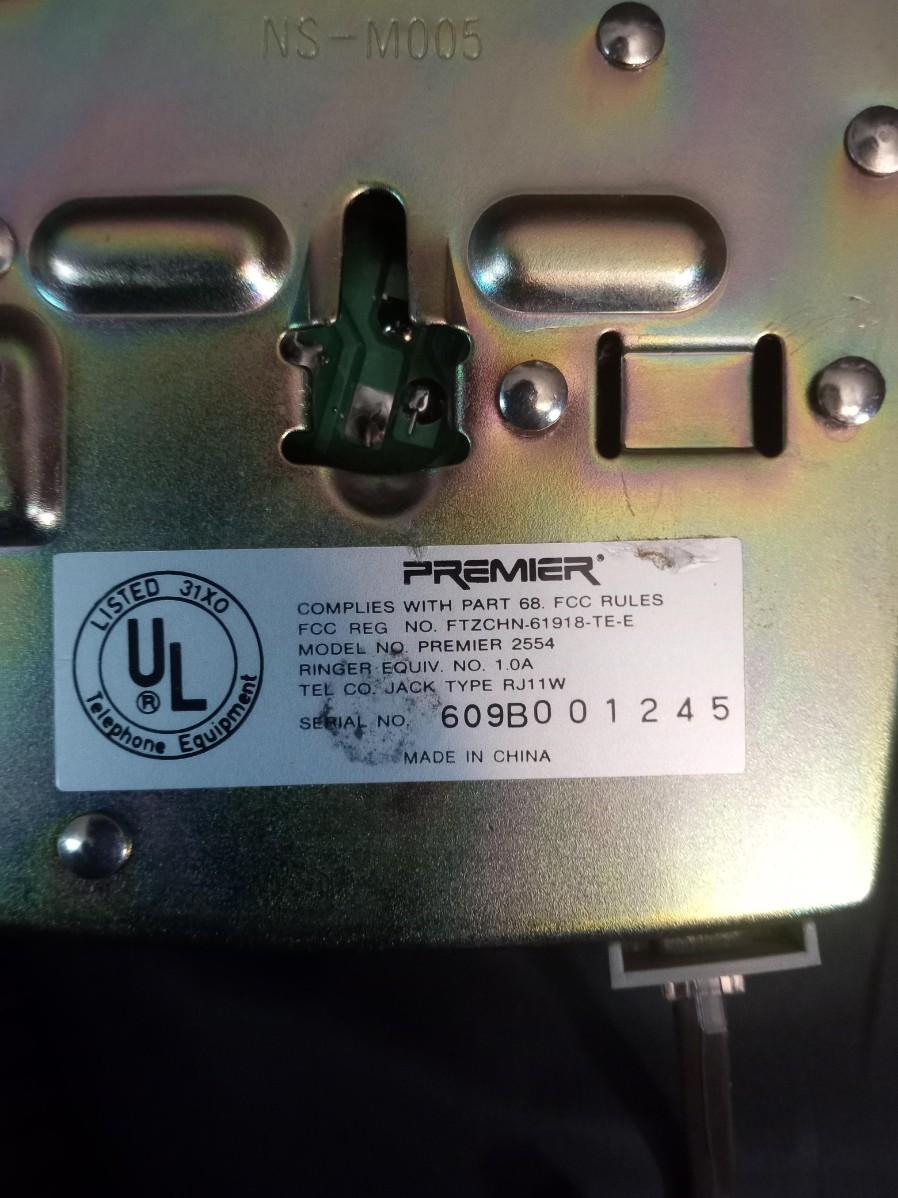 NS-M005
LISTED 31X0
UL
®
Telephone Equipment
PREMIER®
COMPLIES WITH PART 68. FCC RULES
FCC REG NO. FTZCHN-61918-TE-E
MODEL NO. PREMIER 2554
RINGER EQUIV. NO. 1.0A
TEL CO. JACK TYPE RJ11W
SERIAL NO. 609B001245
MADE IN CHINA